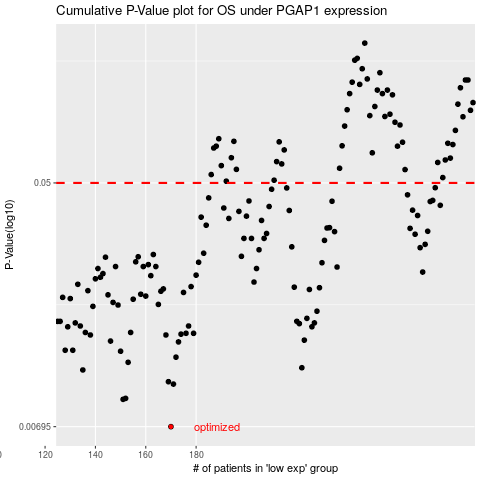 Cumulative P-Value plot for OS under PGAP1 expression
P-Value(log10)
0.05
0.00695
optimized
0 120 140 160 180
# of patients in 'low exp' group